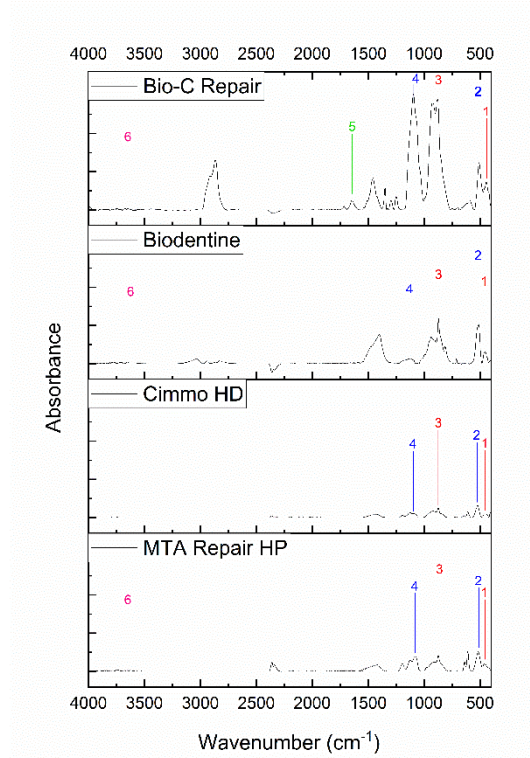 4000 3500 3000 2500 2000 1500 1000 500
Bio-C Repair
6 5 4 3 2 1
Biodentine
6 4 3 2 1
Absorbance
Cimmo HD
4 3 2 1
MTA Repair HP
6 4 3 2 1
4000 3500 3000 2500 2000 1500 1000 500
Wavenumber (cm⁻¹)